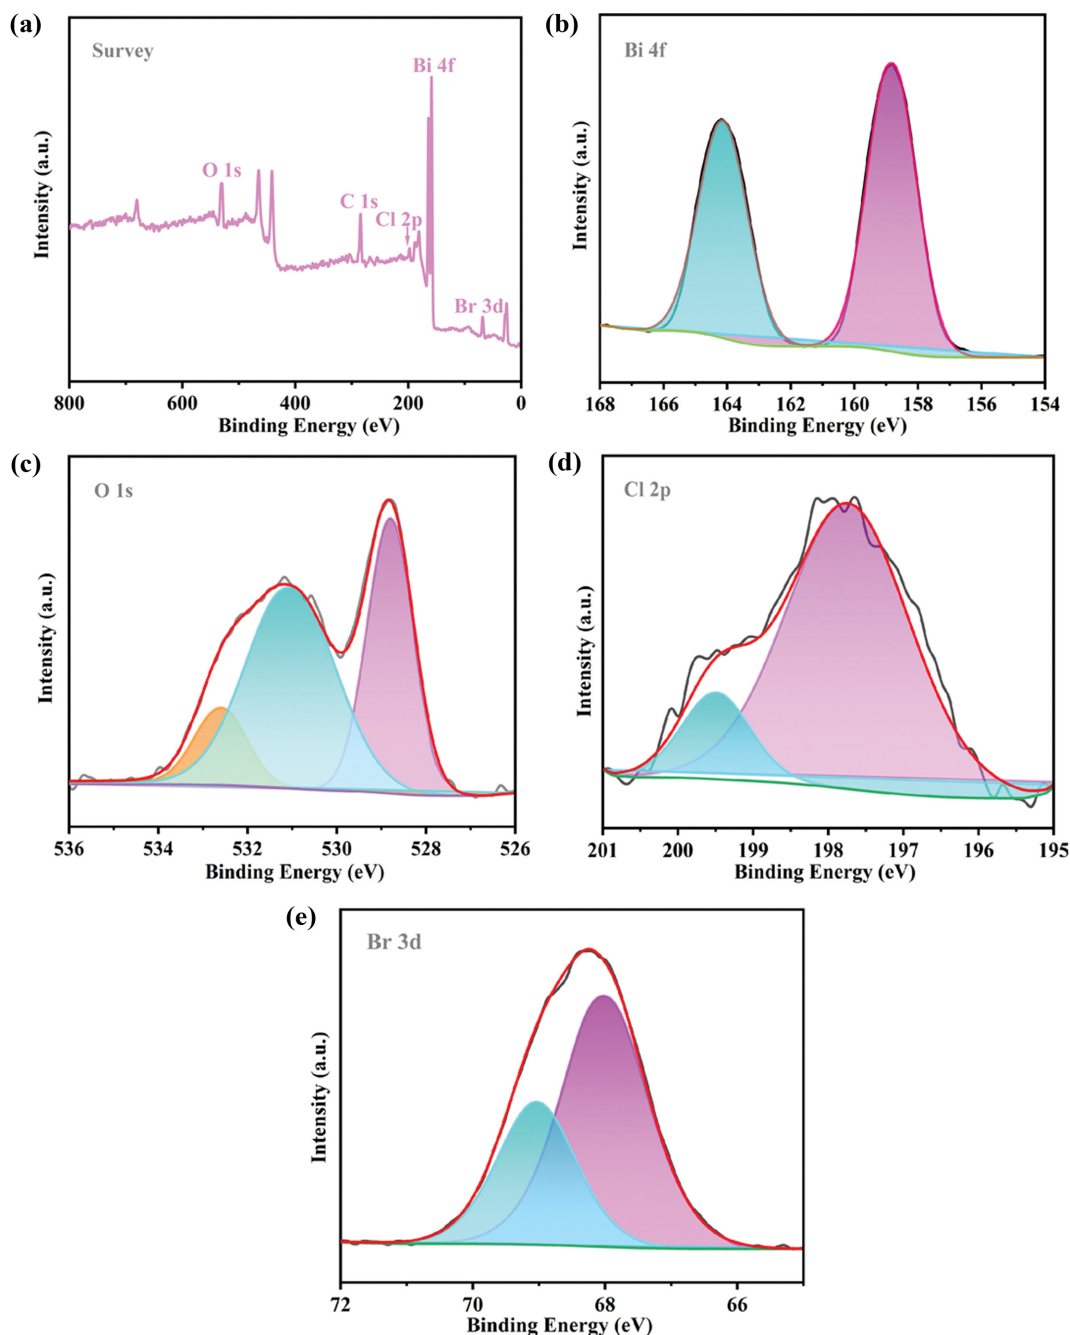 (a)
Survey
Bi 4f
O 1s
C 1s
Cl 2p
Br 3d
Intensity (a.u.)
800 600 400 200 0
Binding Energy (eV)
(b)
Bi 4f
Intensity (a.u.)
168 166 164 162 160 158 156 154
Binding Energy (eV)
(c)
O 1s
Intensity (a.u.)
536 534 532 530 528 526
Binding Energy (eV)
(d)
Cl 2p
Intensity (a.u.)
201 200 199 198 197 196 195
Binding Energy (eV)
(e)
Br 3d
Intensity (a.u.)
72 70 68 66
Binding Energy (eV)